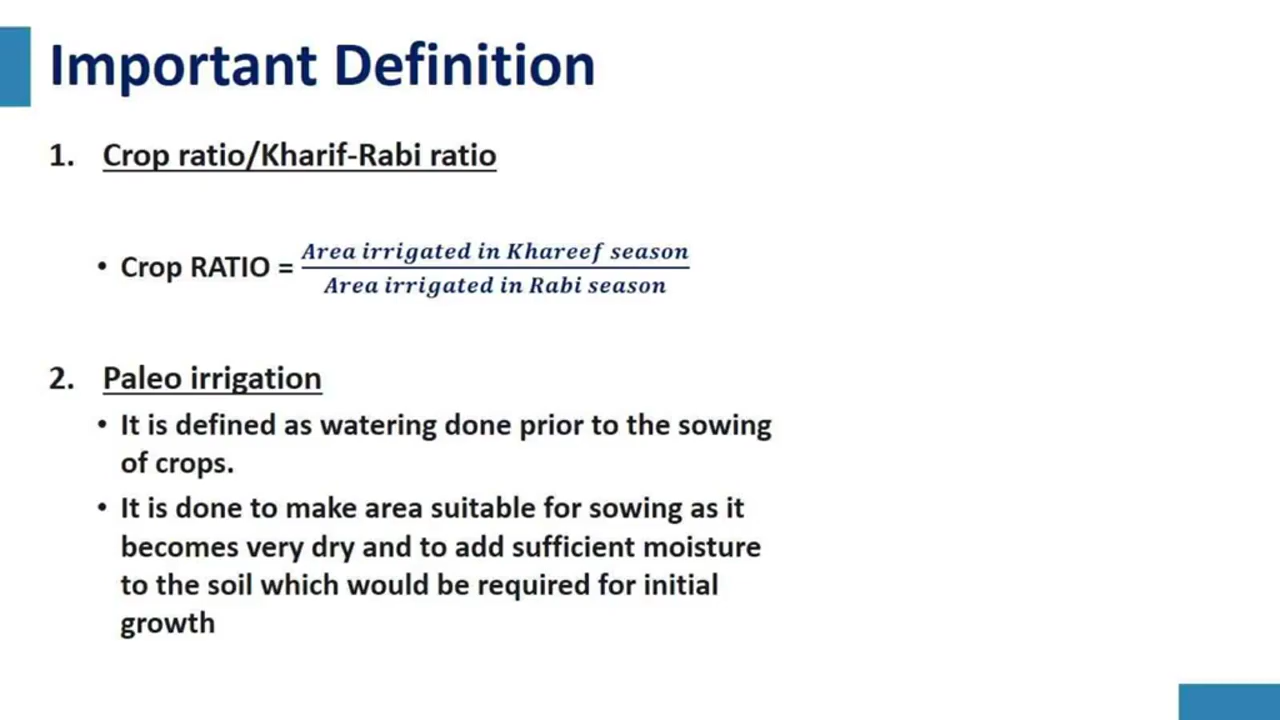 Important Definition
1. Crop ratio/Kharif-Rabi ratio
• Crop RATIO = Area irrigated in Khareef season / Area irrigated in Rabi season
2. Paleo irrigation
• It is defined as watering done prior to the sowing
of crops.
• It is done to make area suitable for sowing as it
becomes very dry and to add sufficient moisture
to the soil which would be required for initial
growth